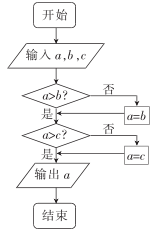 开始
输入 a,b,c
a>b?
否
是
a=b
a>c?
否
是
a=c
输出 a
结束